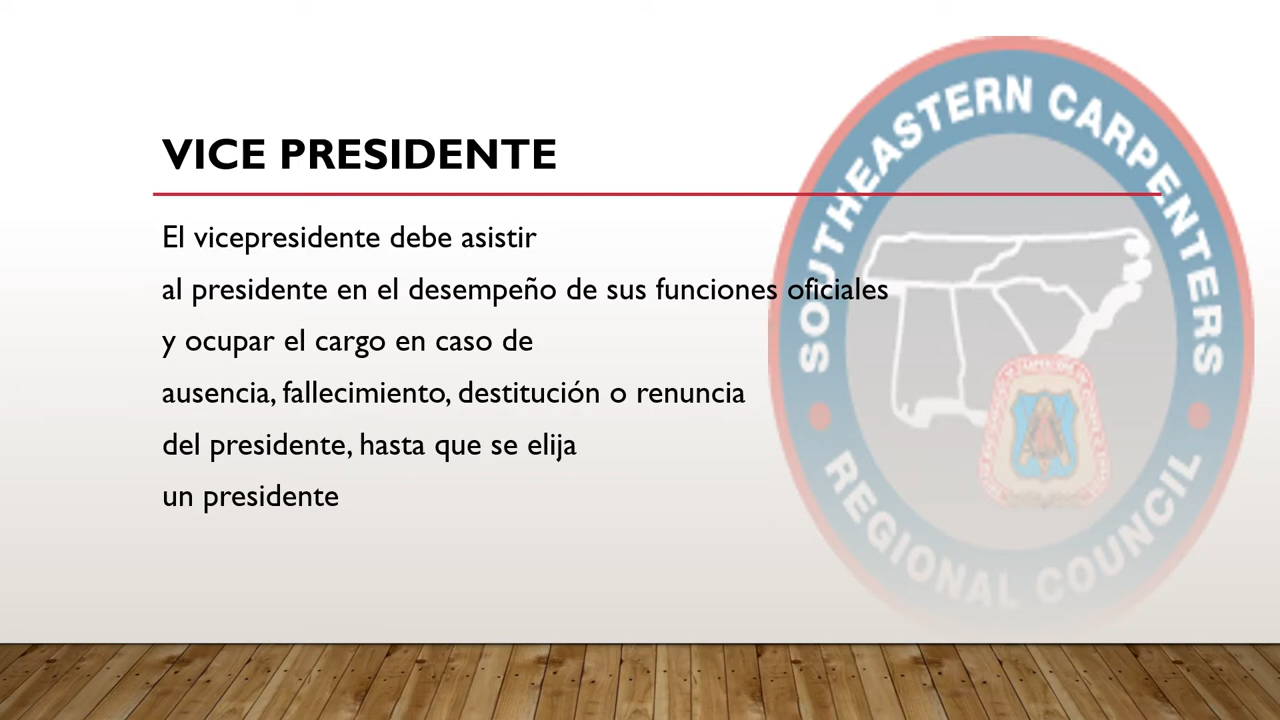 VICE PRESIDENTE
El vicepresidente debe asistir
al presidente en el desempeño de sus funciones oficiales
y ocupar el cargo en caso de
ausencia, fallecimiento, destitución o renuncia
del presidente, hasta que se elija
un presidente
SOUTHEASTERN CARPENTERS
REGIONAL COUNCIL